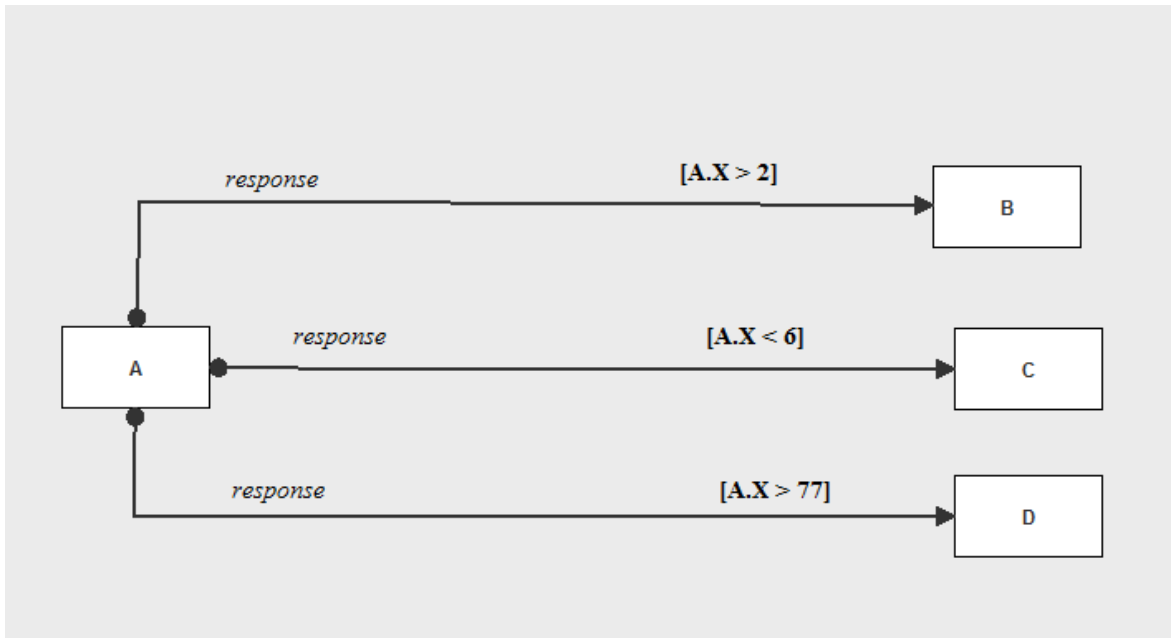 response
[A.X > 2]
B
A
response
[A.X < 6]
C
response
[A.X > 77]
D